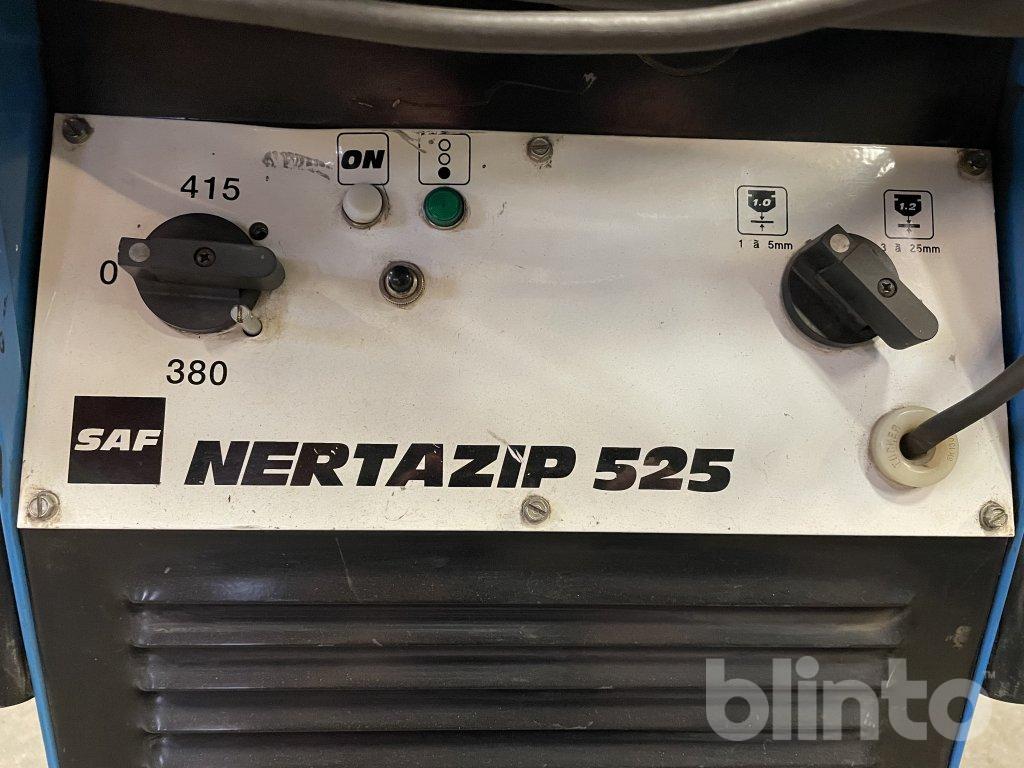 ON
415
0
380
1.0
1 à 5mm
1.2
3 à 25mm
SAF
NERTAZIP 525
blinto